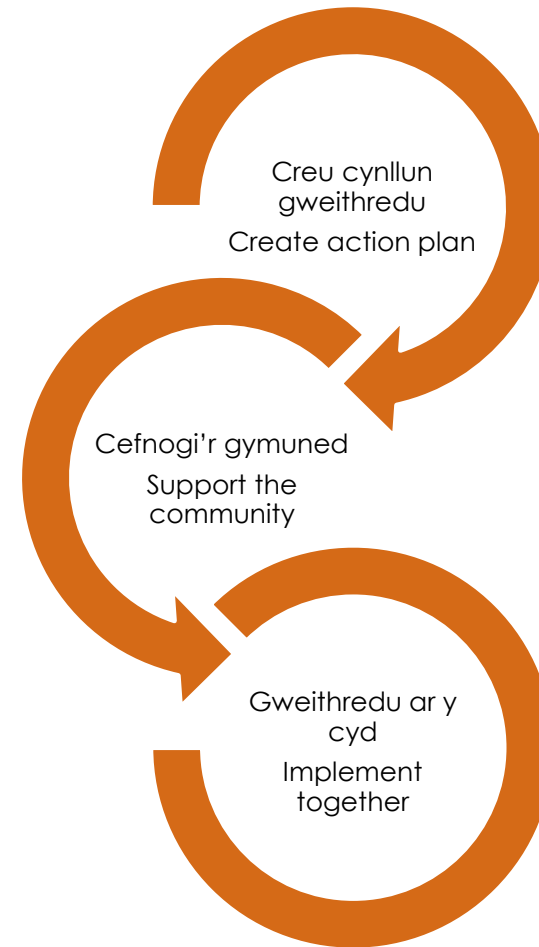 Creu cynllun
gweithredu
Create action plan
Cefnogi’r gymuned
Support the
community
Gweithredu ar y
cyd
Implement
together